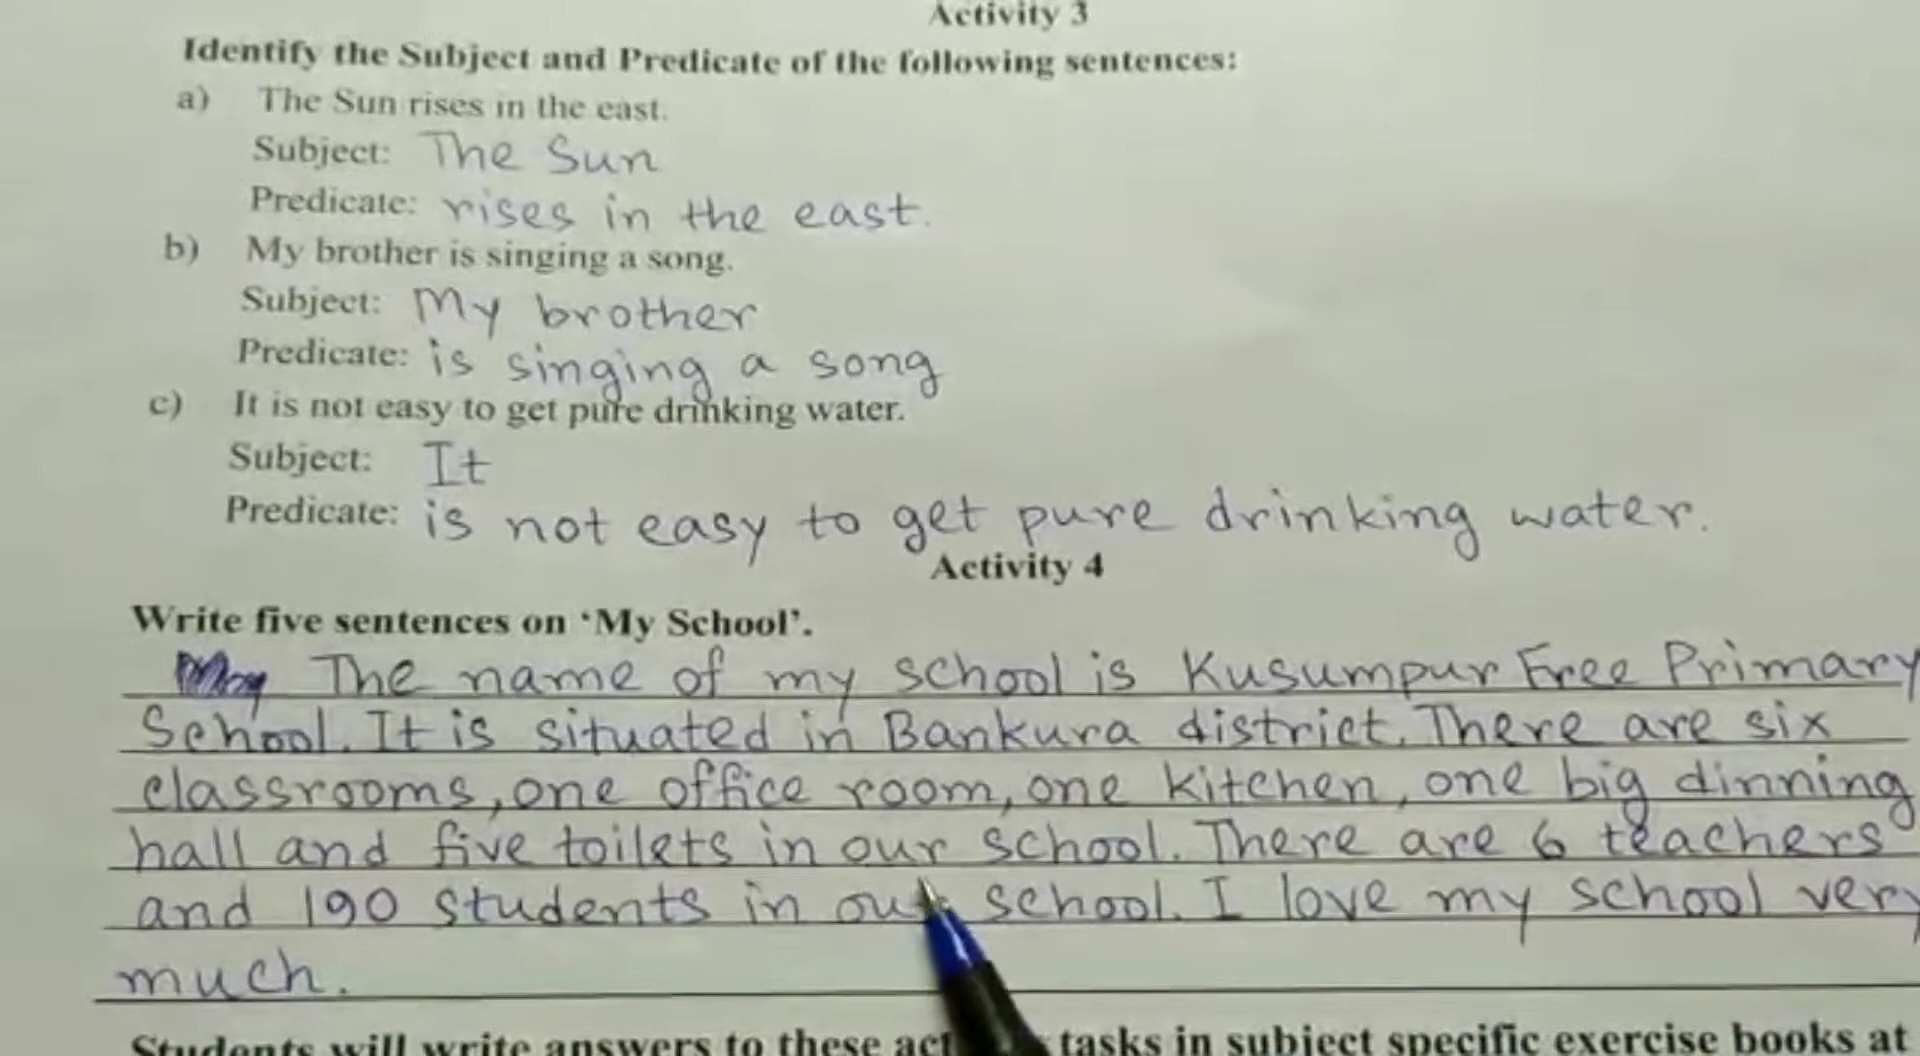 Activity 3
Identify the Subject and Predicate of the following sentences:
a) The Sun rises in the east.
Subject: The Sun
Predicate: rises in the east.
b) My brother is singing a song.
Subject: My brother
Predicate: is singing a song
c) It is not easy to get pure drinking water.
Subject: It
Predicate: is not easy to get pure drinking water.
Activity 4
Write five sentences on ‘My School’.
The name of my school is Kusumpur Free Primary
School. It is situated in Bankura district. There are six
classrooms, one office room, one kitchen, one big dinning
hall and five toilets in our school. There are 6 teachers
and 190 students in our school. I love my school very
much.
Students will write answers to these tasks in subject specific exercise books at